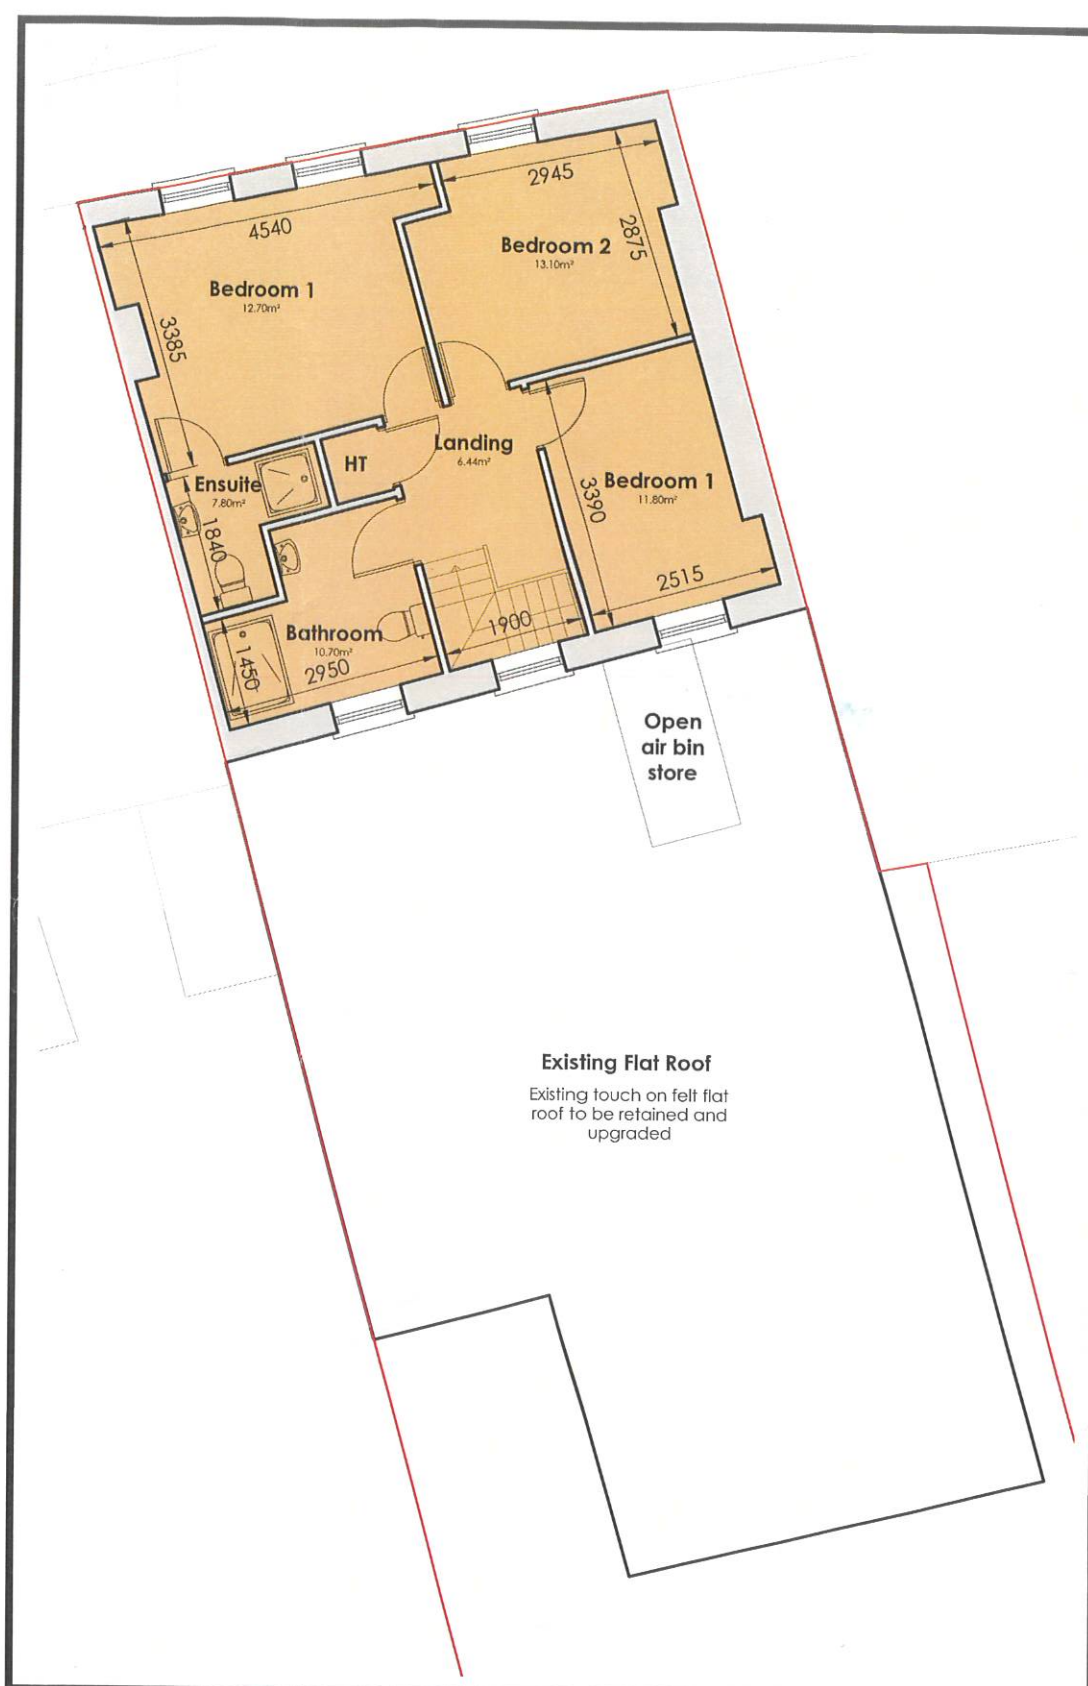 2945
4540
2875
Bedroom 2
13.10m²
Bedroom 1
12.70m²
3385
Landing
6.44m²
HT
Ensuite
7.80m²
Bedroom 1
11.80m²
3390
1840
2515
1900
Bathroom
10.70m²
2950
1450
Open
air bin
store
Existing Flat Roof
Existing touch on felt flat
roof to be retained and
upgraded